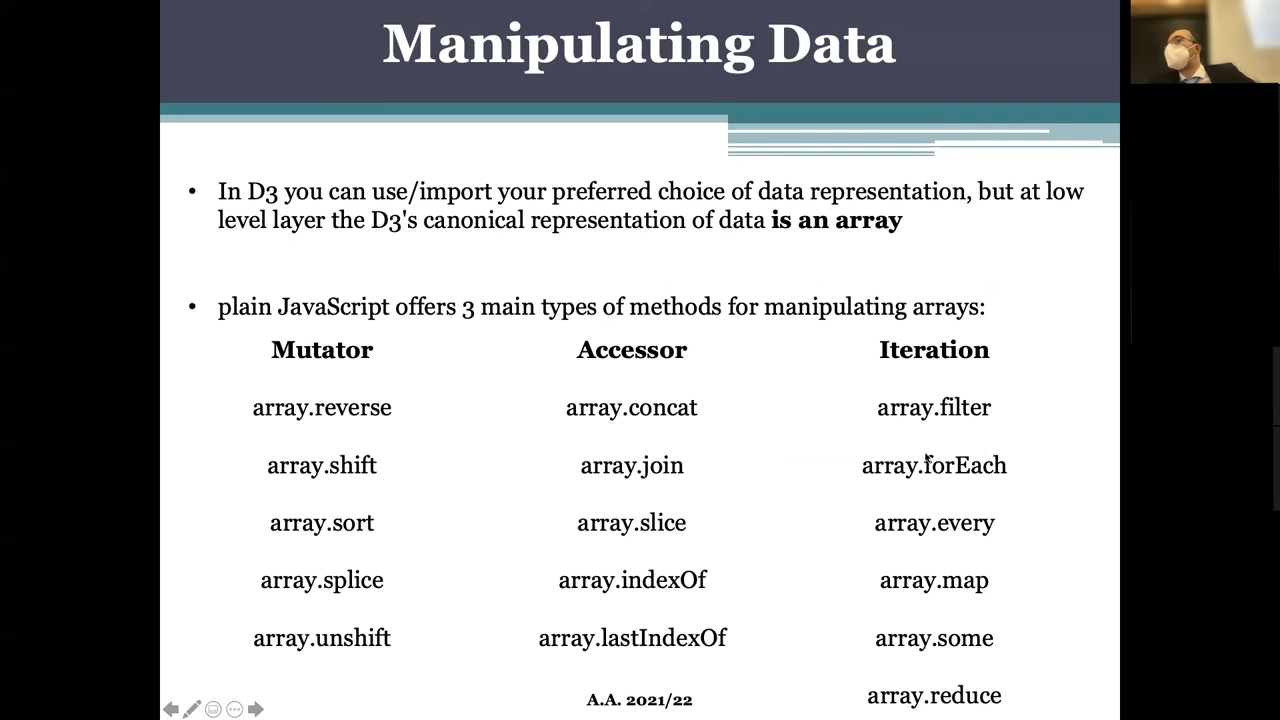 Manipulating Data
• In D3 you can use/import your preferred choice of data representation, but at low
level layer the D3's canonical representation of data is an array
• plain JavaScript offers 3 main types of methods for manipulating arrays:
Mutator Accessor Iteration
array.reverse array.concat array.filter
array.shift array.join array.forEach
array.sort array.slice array.every
array.splice array.indexOf array.map
array.unshift array.lastIndexOf array.some
array.reduce
A.A. 2021/22